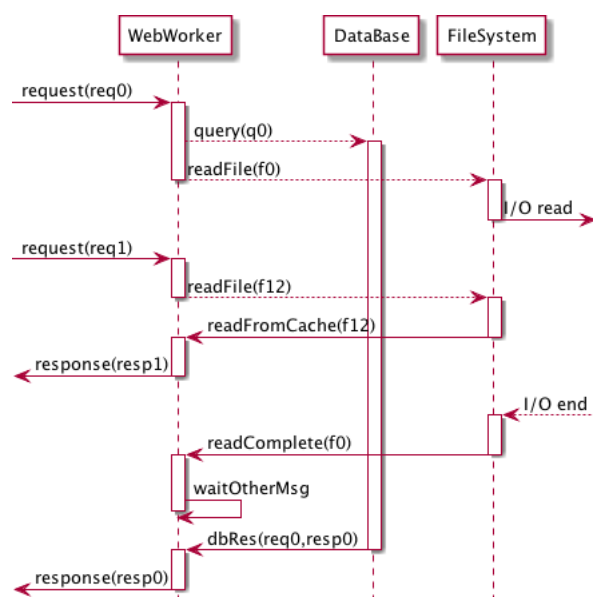 WebWorker
DataBase
FileSystem
request(req0)
query(q0)
readFile(f0)
I/O read
request(req1)
readFile(f12)
readFromCache(f12)
response(resp1)
I/O end
readComplete(f0)
waitOtherMsg
dbRes(req0,resp0)
response(resp0)